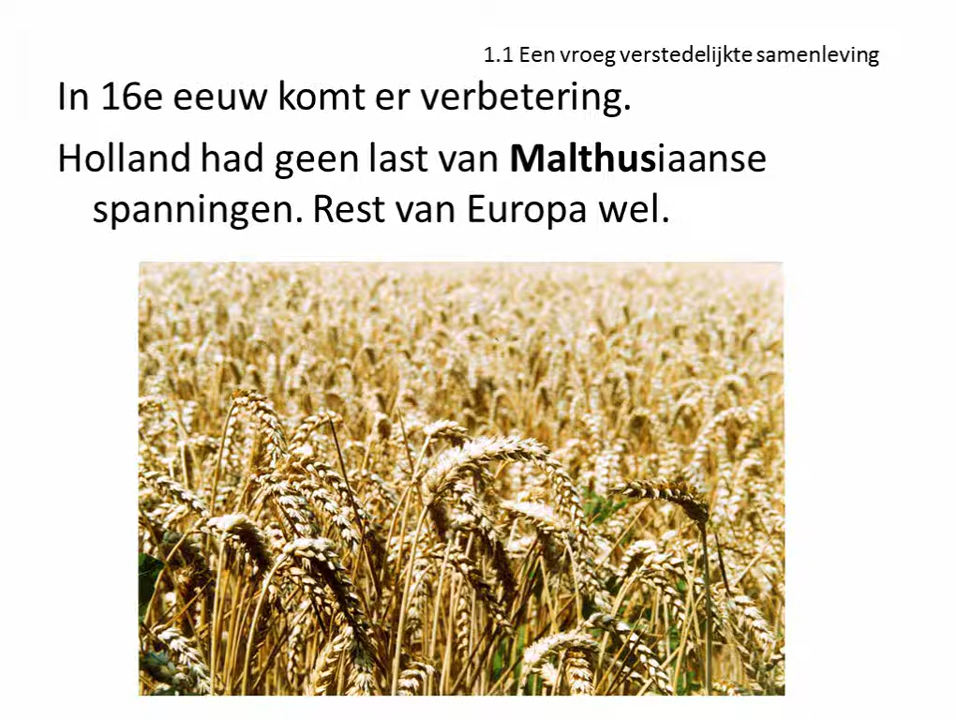 1.1 Een vroeg verstedelijkte samenleving
In 16e eeuw komt er verbetering.
Holland had geen last van Malthusiaanse
spanningen. Rest van Europa wel.